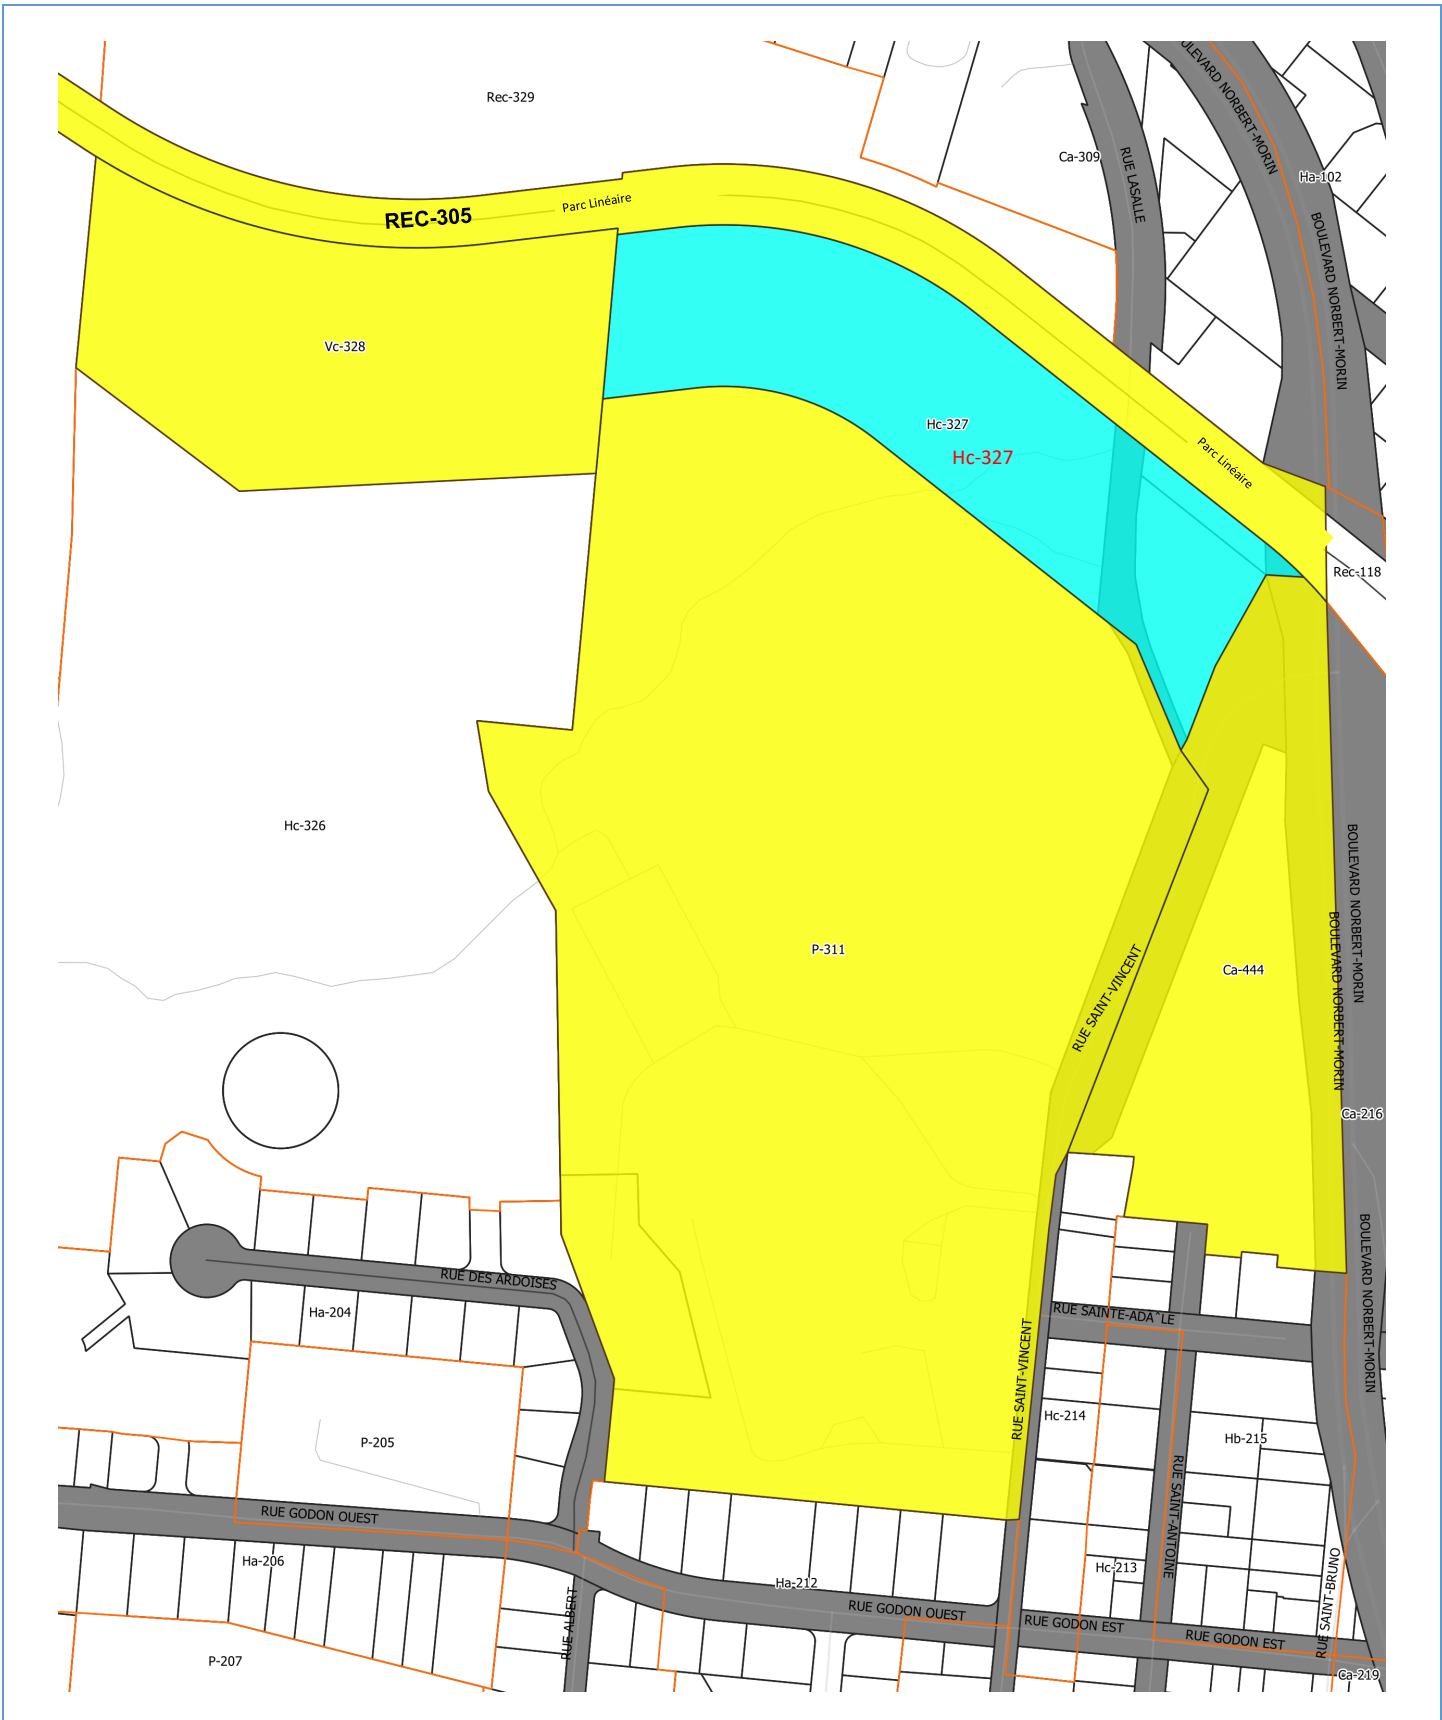 Rec-329
ULEVARD NORBERT-MORIN
Ca-309
RUE LASALLE
Ha-102
REC-305
Parc Linéaire
BOULEVARD NORBERT-MORIN
Vc-328
Hc-327
Hc-327
Parc Linéaire
Rec-118
Hc-326
P-311
RUE SAINT-VINCENT
Ca-444
BOULEVARD NORBERT-MORIN
BOULEVARD NORBERT-MORIN
Ca-216
RUE DES ARDOISES
Ha-204
RUE SAINTE-ADA^LE
BOULEVARD NORBERT-MORIN
RUE SAINT-VINCENT
Hc-214
P-205
Hb-215
RUE SAINT-ANTOINE
RUE GODON OUEST
Ha-206
Hc-213
Ha-212
RUE ALBERT
RUE GODON OUEST
RUE GODON EST
RUE GODON EST
RUE SAINT-BRUNO
P-207
Ca-219